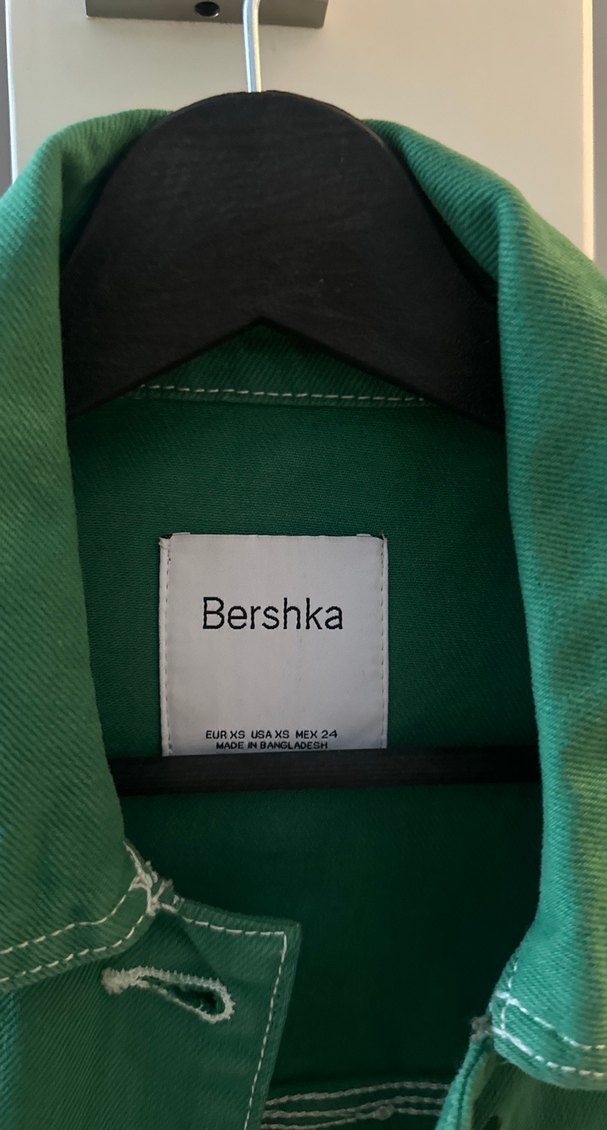 Bershka
EUR XS USA XS MEX 24
MADE IN BANGLADESH